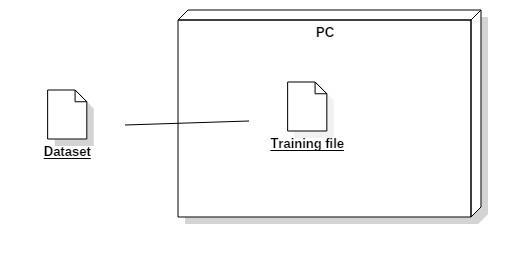 PC
Dataset
Training file